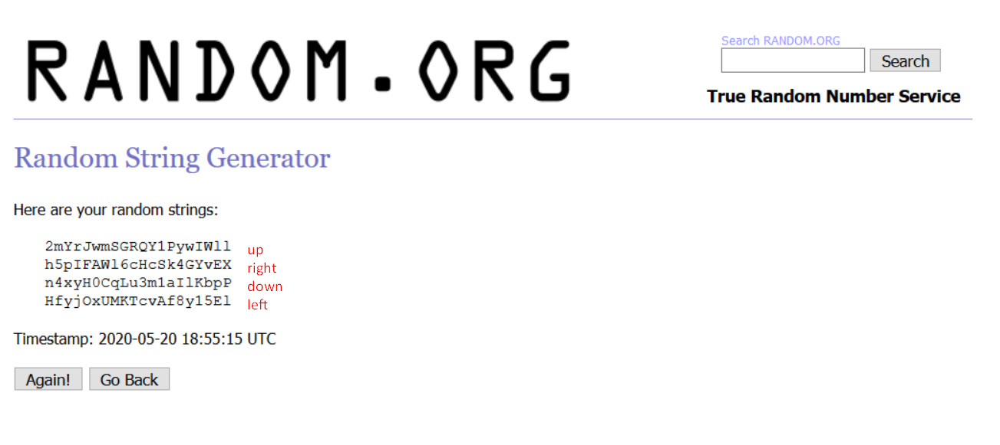 Search RANDOM.ORG
RANDOM.ORG
Search
True Random Number Service
Random String Generator
Here are your random strings:
2mYrJwmSGRQY1PywIWll up
h5pIFAWl6cHcSk4GYvEX right
n4xyH0CqLu3m1aIlKbpP down
HfyjOxUMKTcvAf8y15El left
Timestamp: 2020-05-20 18:55:15 UTC
Again! Go Back